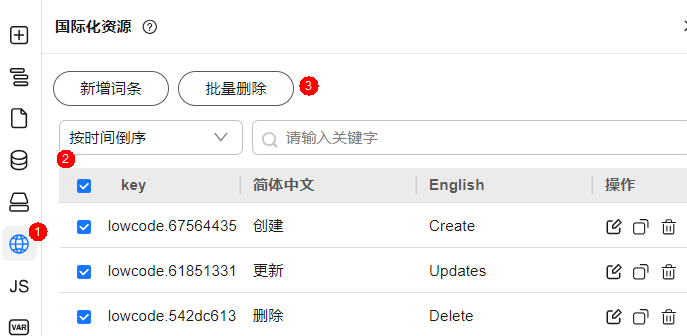 国际化资源 ?
新增词条 批量删除 3
按时间倒序 请输入关键字
2
key 简体中文 English 操作
lowcode.67564435 创建 Create
1
lowcode.61851331 更新 Updates
JS
lowcode.542dc613 删除 Delete
VAR